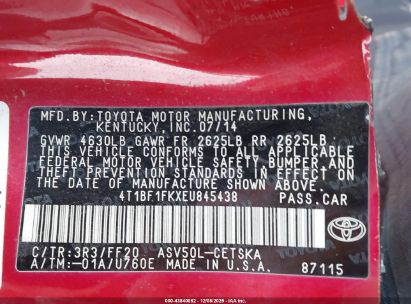 MFD. BY: TOYOTA MOTOR MANUFACTURING,
KENTUCKY, INC. 07/14
GVWR 4630LB GAWR FR 2625LB RR 2625LB
THIS VEHICLE CONFORMS TO ALL APPLICABLE
FEDERAL MOTOR VEHICLE SAFETY, BUMPER, AND
THEFT PREVENTION STANDARDS IN EFFECT ON
THE DATE OF MANUFACTURE SHOWN ABOVE.
4T1BF1FKXEU845438 PASS.CAR
C/TR:3R3/FF20 ASV50L-CETSKA
A/TM:-01A/U760E MADE IN U.S.A. 87115